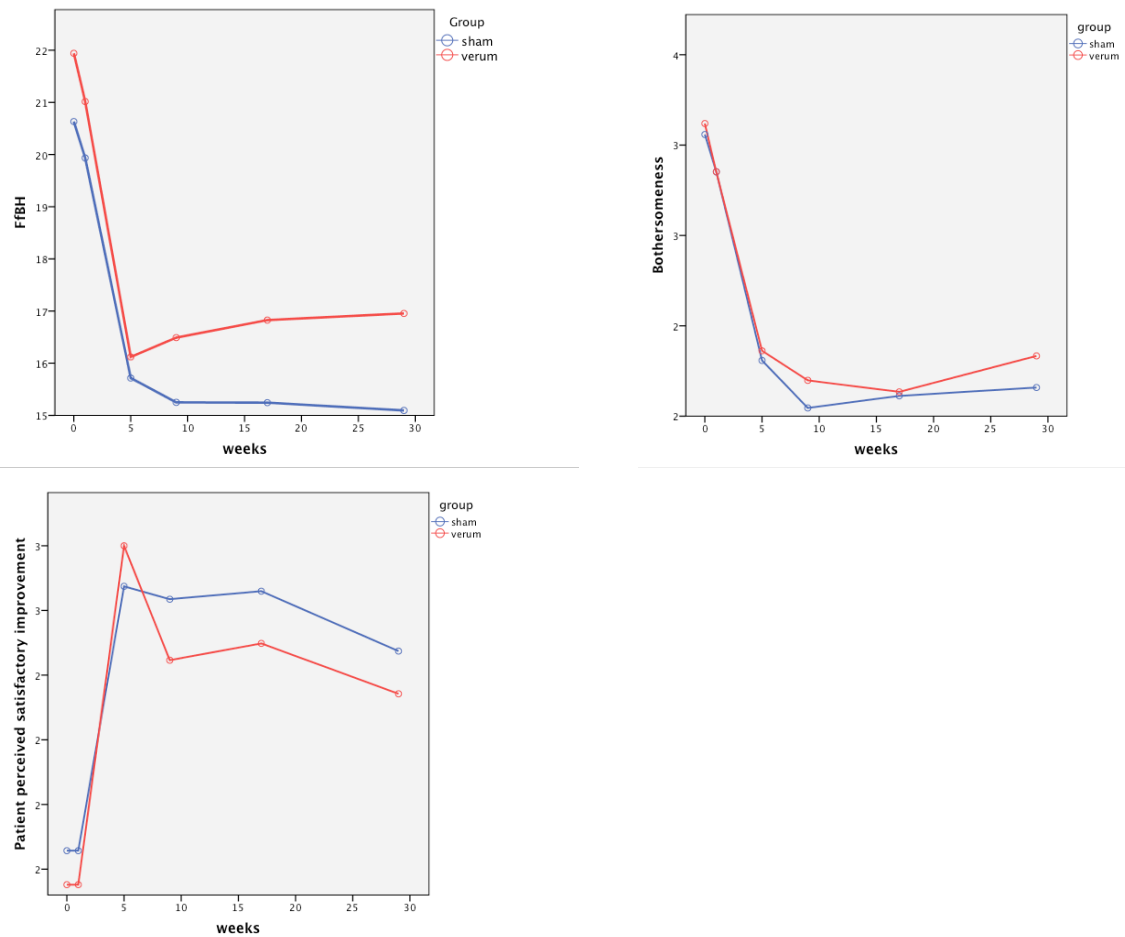 Group
sham
verum
22
21
20
19
18
17
16
15
FfBH
0 5 10 15 20 25 30
weeks
group
sham
verum
4
3
3
2
2
Bothersomeness
0 5 10 15 20 25 30
weeks
group
sham
verum
3
3
2
2
2
2
Patient perceived satisfactory improvement
0 5 10 15 20 25 30
weeks